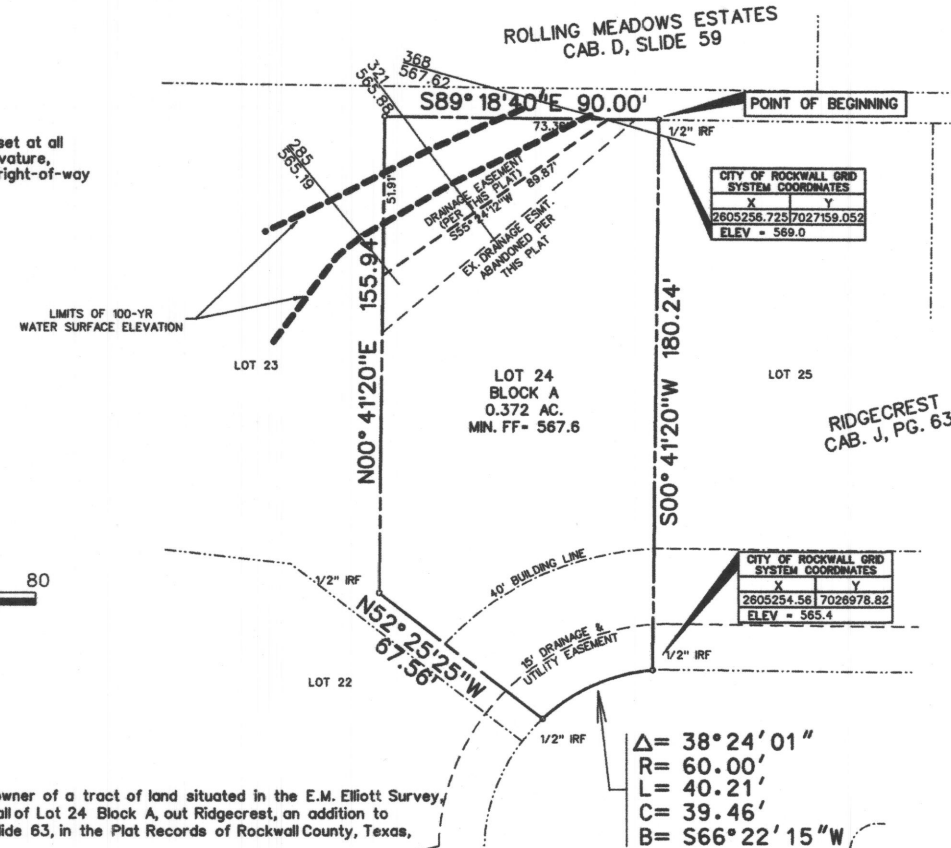 ROLLING MEADOWS ESTATES
CAB. D, SLIDE 59
368
567.62
321
565.88
S89° 18'40"E 90.00'
POINT OF BEGINNING
73.39'
1/2" IRF
set at all
vature,
right-of-way
285
565.19
51.91'
DRAINAGE EASEMENT
(PER THIS PLAT)
S55° 24'12"W 89.87'
EX. DRAINAGE ESMT.
ABANDONED PER
THIS PLAT
CITY OF ROCKWALL GRID
SYSTEM COORDINATES
X Y
2605256.725 7027159.052
ELEV - 569.0
LIMITS OF 100-YR
WATER SURFACE ELEVATION
N00° 41'20"E 155.94'
S00° 41'20"W 180.24'
LOT 23
LOT 24
BLOCK A
0.372 AC.
MIN. FF= 567.6
LOT 25
RIDGECREST
CAB. J, PG. 63
80
1/2" IRF
40' BUILDING LINE
CITY OF ROCKWALL GRID
SYSTEM COORDINATES
X Y
2605254.56 7026978.82
ELEV - 565.4
N52° 25'25"W
67.56'
15' DRAINAGE &
UTILITY EASEMENT
1/2" IRF
LOT 22
1/2" IRF
Δ= 38°24'01"
R= 60.00'
L= 40.21'
C= 39.46'
B= S66°22'15"W
owner of a tract of land situated in the E.M. Elliott Survey,
all of Lot 24 Block A, out Ridgecrest, an addition to
lide 63, in the Plat Records of Rockwall County, Texas,